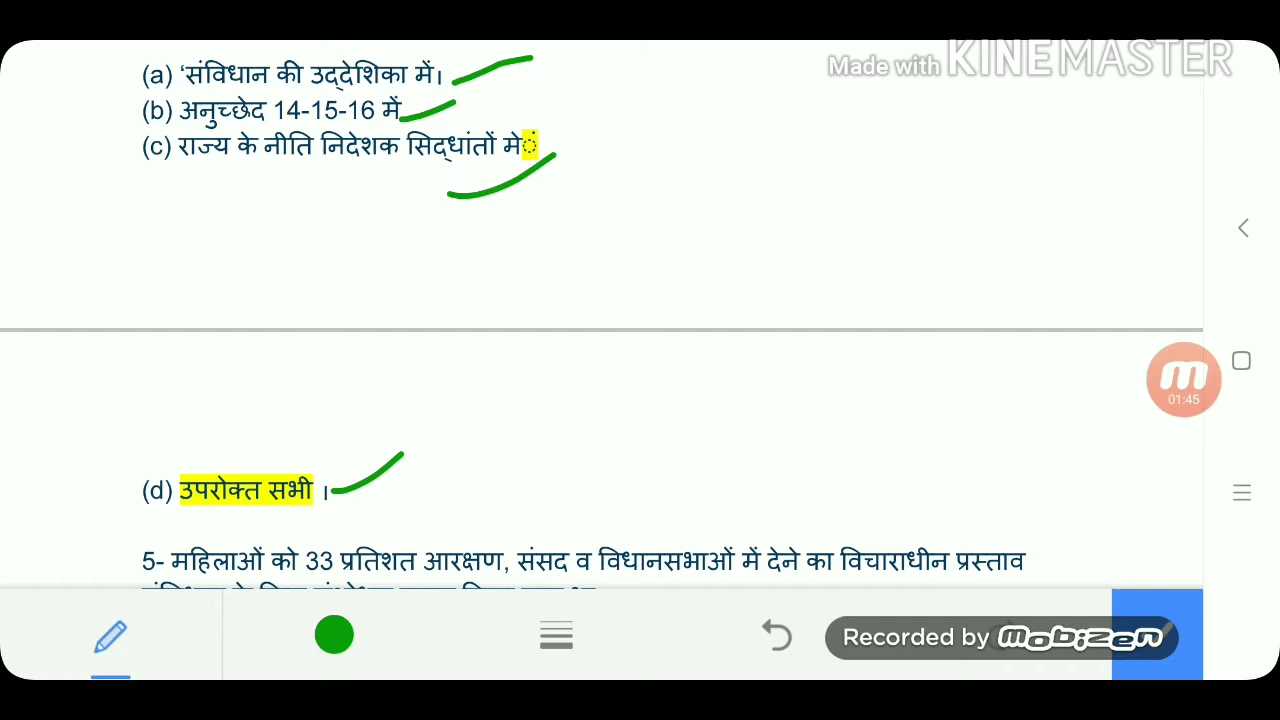 (a) ‘संविधान की उद्देशिका में।
Made with KINEMASTER
(b) अनुच्छेद 14-15-16 में
(c) राज्य के नीति निदेशक सिद्धांतों में
01:45
(d) उपरोक्त सभी ।
5- महिलाओं को 33 प्रतिशत आरक्षण, संसद व विधानसभाओं में देने का विचाराधीन प्रस्ताव
Recorded by mobizen